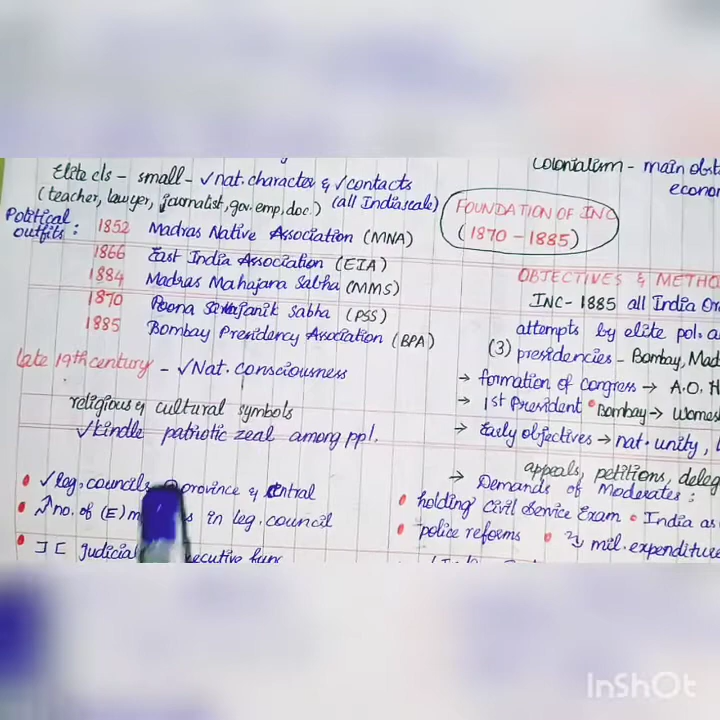 Elite cls - small - ✓nat. character & ✓contacts
(teacher, lawyer, journalist, gov. emp, doc.) (all India scale)
Political outfits : 1852 Madras Native Association (MNA)
1866 East India Association (EIA)
1884 Madras Mahajara Sabha (MMS)
1870 Poona Sarvajanik Sabha (PSS)
1885 Bombay Presidency Association (BPA)
late 19th century - ✓Nat. consciousness
religious & cultural symbols
✓kindle patriotic zeal among ppl.
• ✓leg. councils province & central
• ↗no. of (E) in leg. council
• judicial
Colonialism - main
FOUNDATION OF INC
(1870 - 1885)
OBJECTIVES &
INC - 1885 all India
attempts by elite pol.
(3) presidencies - Bombay,
→ formation of congress → A.O.
→ 1st President • Bombay →
→ Early objectives → nat. unity,
appeals, petitions,
→ Demands of moderates :
• holding Civil Service Exam • India
• police reforms • mil. expenditure
InShOt